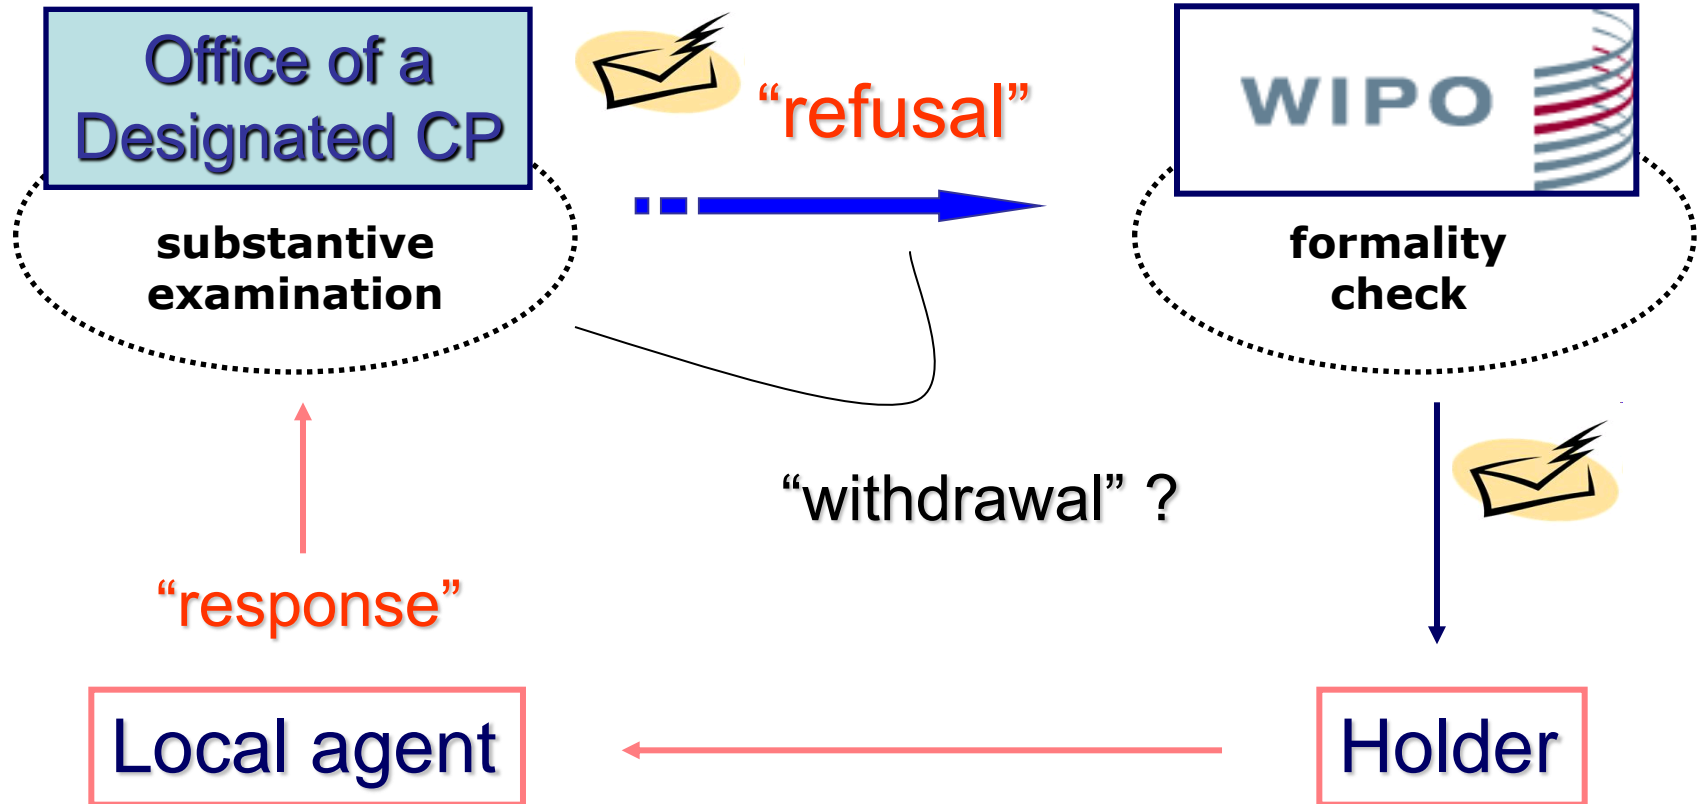 Office of a
Designated CP
“refusal”
WIPO
substantive
examination
formality
check
“withdrawal” ?
“response”
Local agent
Holder